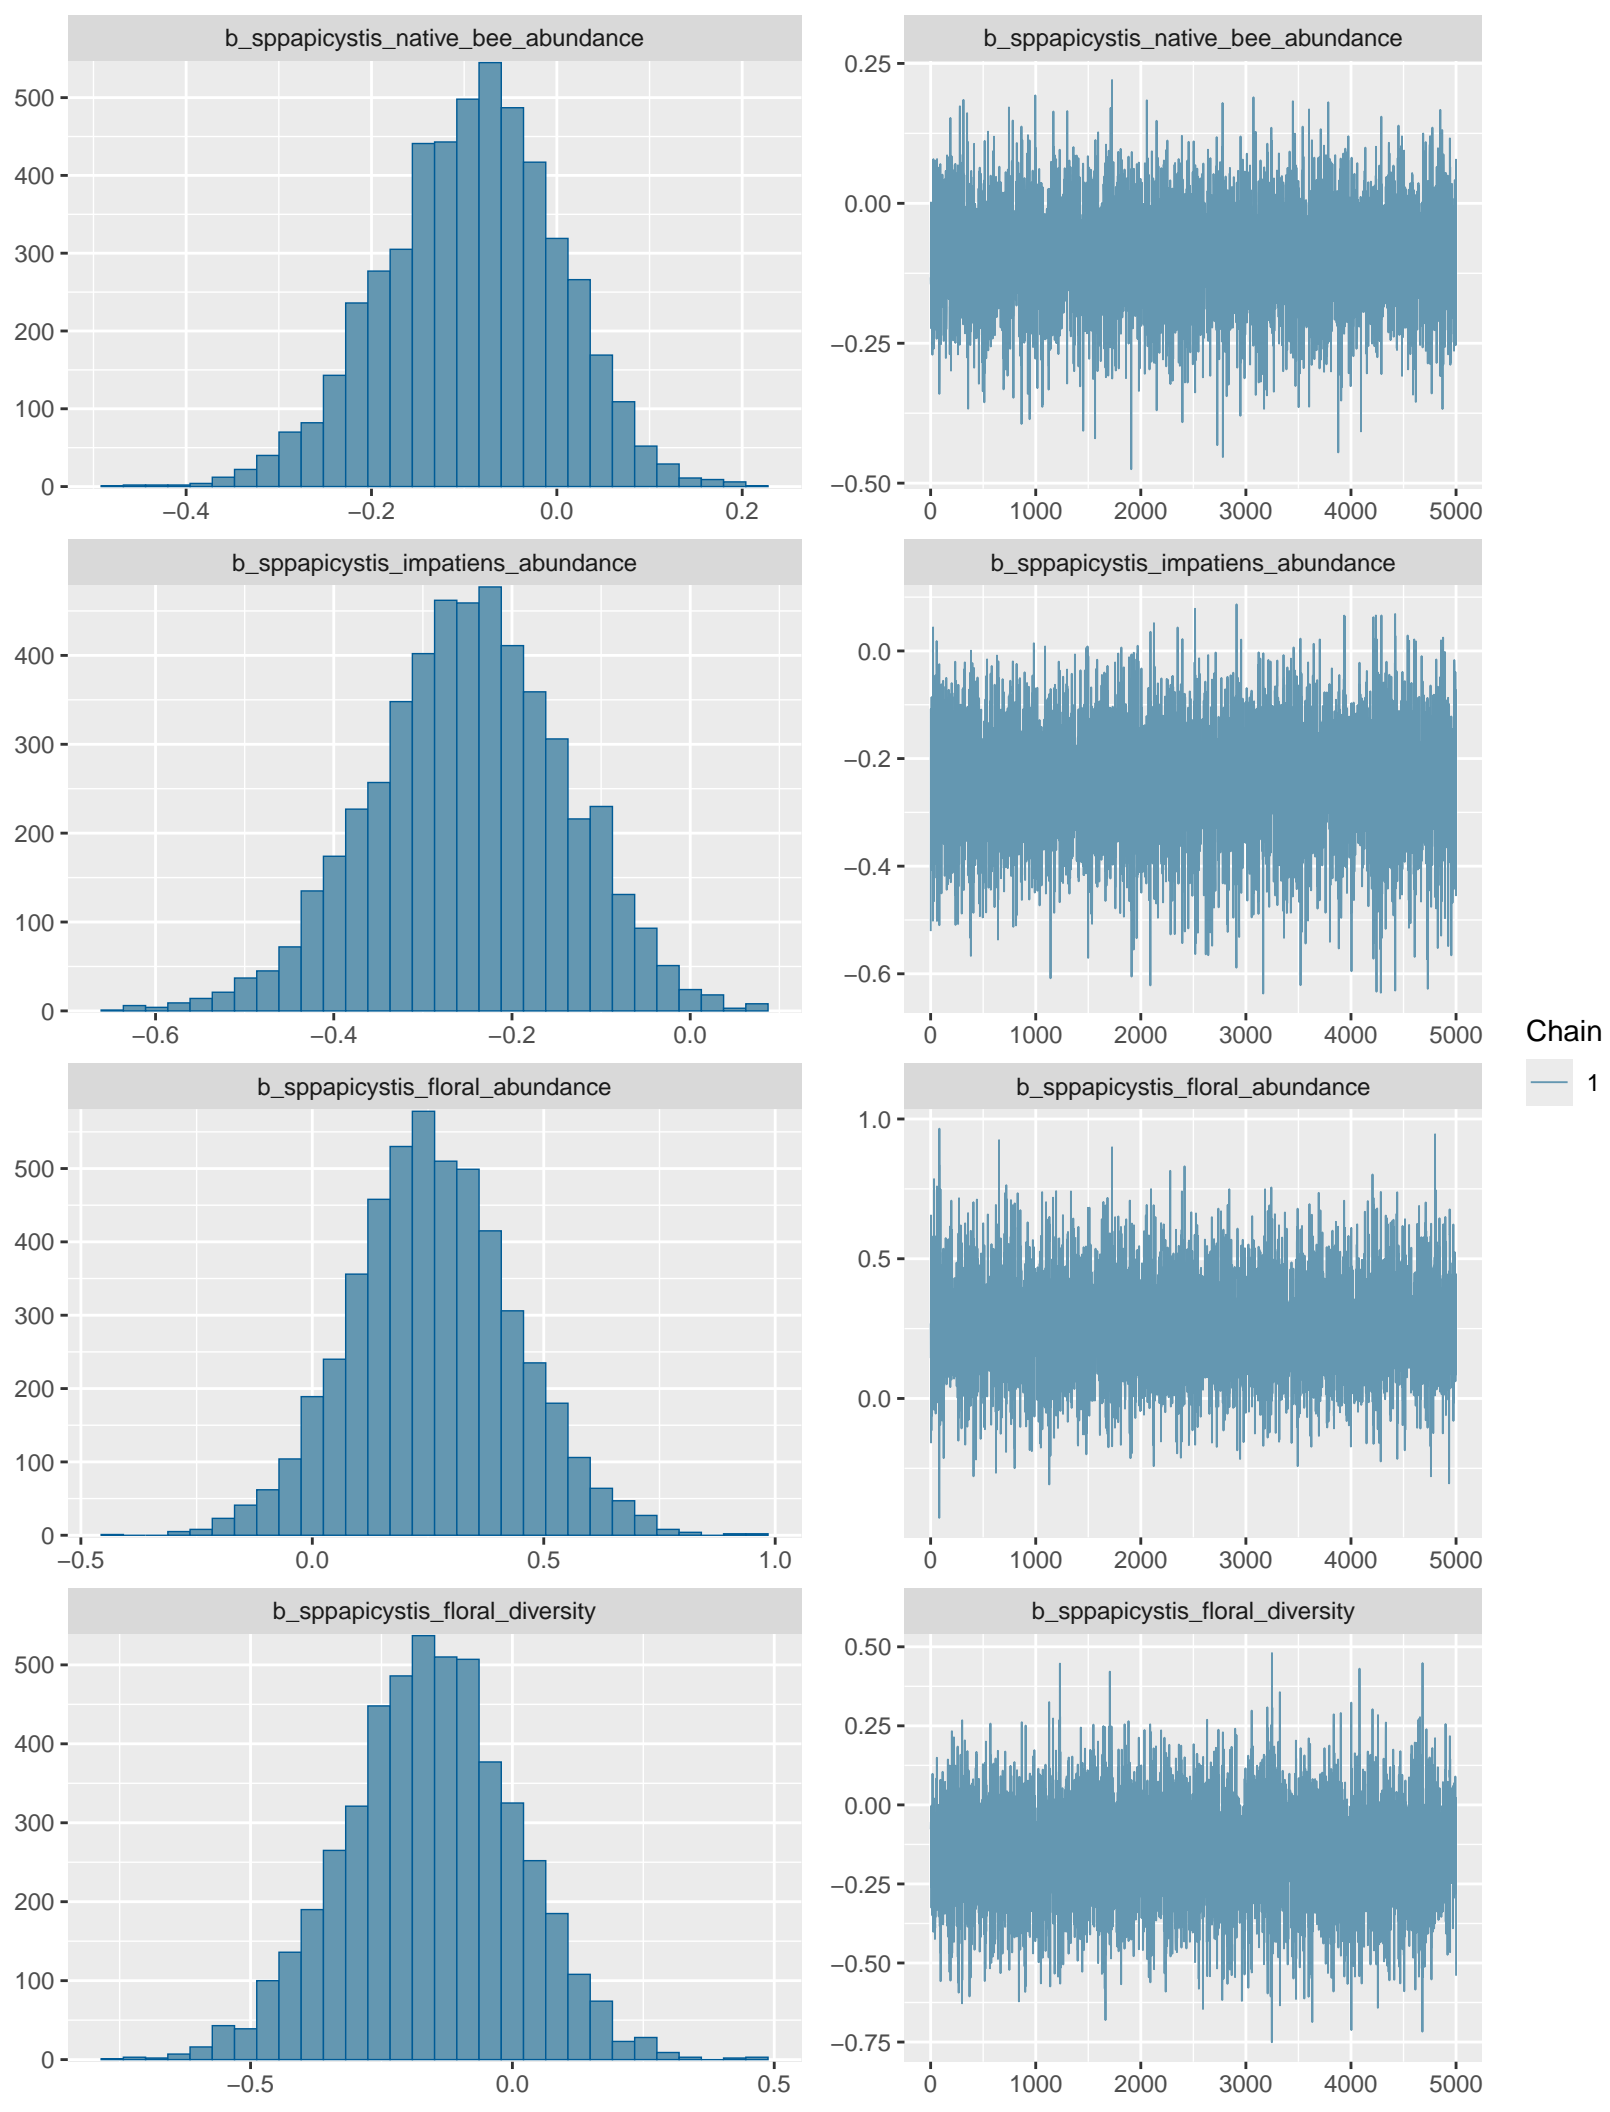 b_sppapicystis_native_bee_abundance
b_sppapicystis_native_bee_abundance
500
400
300
200
100
0
−0.4 −0.2 0.0 0.2
0.25
0.00
−0.25
−0.50
0 1000 2000 3000 4000 5000
b_sppapicystis_impatiens_abundance
b_sppapicystis_impatiens_abundance
400
300
200
100
0
−0.6 −0.4 −0.2 0.0
0.0
−0.2
−0.4
−0.6
0 1000 2000 3000 4000 5000
b_sppapicystis_floral_abundance
b_sppapicystis_floral_abundance
500
400
300
200
100
0
−0.5 0.0 0.5 1.0
1.0
0.5
0.0
0 1000 2000 3000 4000 5000
b_sppapicystis_floral_diversity
b_sppapicystis_floral_diversity
500
400
300
200
100
0
−0.5 0.0 0.5
0.50
0.25
0.00
−0.25
−0.50
−0.75
0 1000 2000 3000 4000 5000
Chain
1